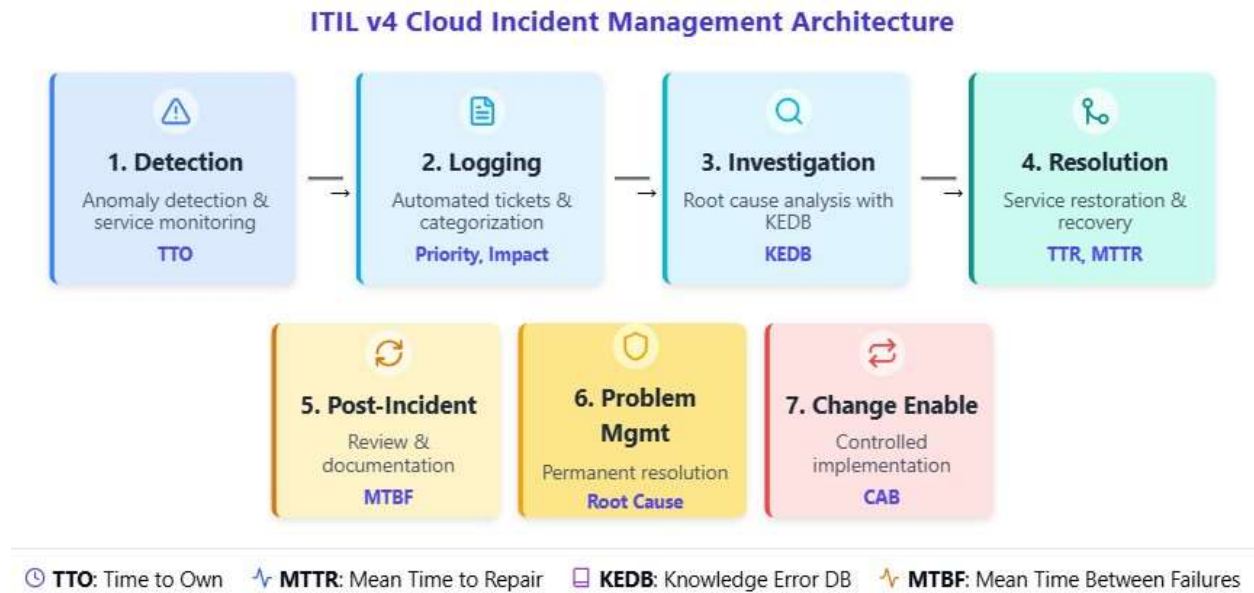 ITIL v4 Cloud Incident Management Architecture
1. Detection
Anomaly detection &
service monitoring
TTO
→
2. Logging
Automated tickets &
categorization
Priority, Impact
→
3. Investigation
Root cause analysis with
KEDB
KEDB
→
4. Resolution
Service restoration &
recovery
TTR, MTTR
5. Post-Incident
Review &
documentation
MTBF
6. Problem
Mgmt
Permanent resolution
Root Cause
7. Change Enable
Controlled
implementation
CAB
TTO: Time to Own MTTR: Mean Time to Repair KEDB: Knowledge Error DB MTBF: Mean Time Between Failures